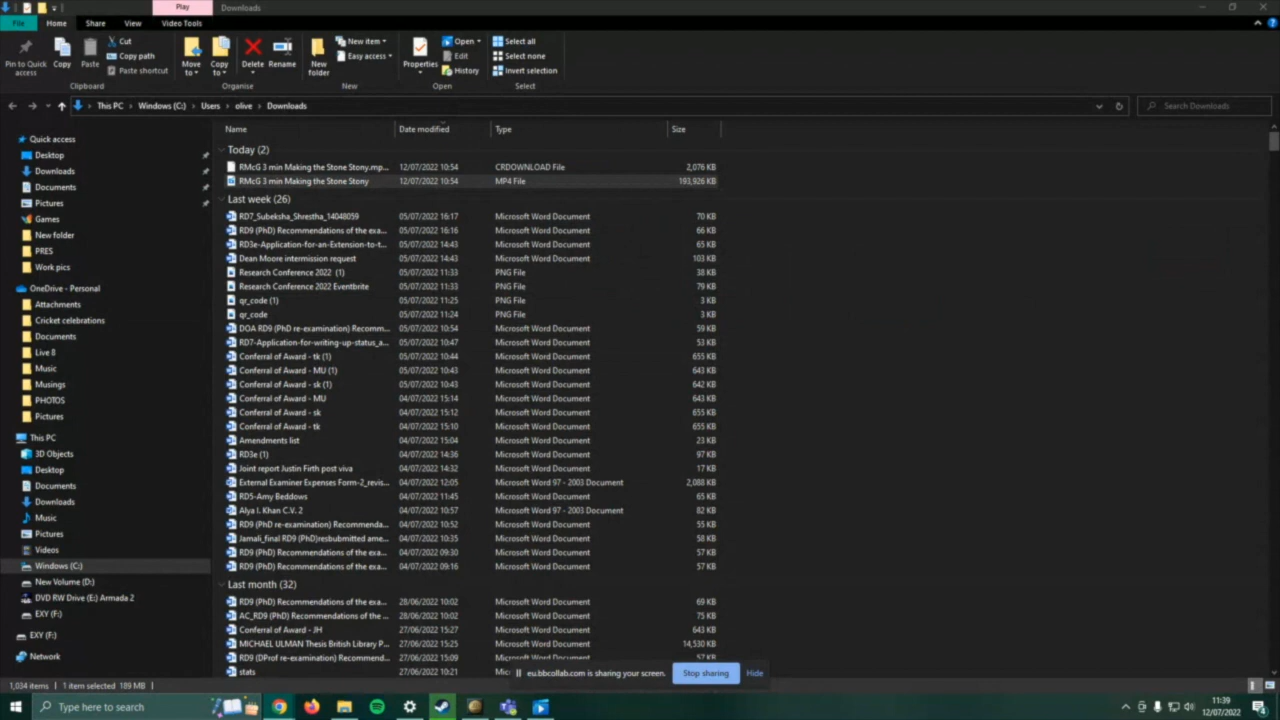 Play Downloads
File Home Share View Video Tools
Pin to Quick access
Copy
Paste
Cut
Copy path
Paste shortcut
Move to
Copy to
Delete
Rename
New folder
New item
Easy access
Properties
Open
Edit
History
Select all
Select none
Invert selection
Clipboard Organise New Open Select
This PC Windows (C:) Users olive Downloads
Search Downloads
Quick access
Desktop
Downloads
Documents
Pictures
Games
New folder
PRES
Work pics
OneDrive - Personal
Attachments
Cricket celebrations
Documents
Live 8
Music
Musings
PHOTOS
Pictures
This PC
3D Objects
Desktop
Documents
Downloads
Music
Pictures
Videos
Windows (C:)
New Volume (D:)
DVD RW Drive (E:) Armada 2
EXY (F:)
EXY (F:)
Network
Name Date modified Type Size
Today (2)
RMcG 3 min Making the Stone Stony.mp... 12/07/2022 10:54 CRDOWNLOAD File 2,076 KB
RMcG 3 min Making the Stone Stony 12/07/2022 10:54 MP4 File 193,926 KB
Last week (26)
RD7_Subeksha_Shrestha_14048059 05/07/2022 16:17 Microsoft Word Document 70 KB
RD9 (PhD) Recommendations of the exa... 05/07/2022 16:16 Microsoft Word Document 66 KB
RD3e-Application-for-an-Extension-to-t... 05/07/2022 14:43 Microsoft Word Document 65 KB
Dean Moore intermission request 05/07/2022 14:43 Microsoft Word Document 103 KB
Research Conference 2022 (1) 05/07/2022 11:33 PNG File 38 KB
Research Conference 2022 Eventbrite 05/07/2022 11:33 PNG File 79 KB
qr_code (1) 05/07/2022 11:25 PNG File 3 KB
qr_code 05/07/2022 11:24 PNG File 3 KB
DOA RD9 (PhD re-examination) Recomm... 05/07/2022 10:54 Microsoft Word Document 59 KB
RD7-Application-for-writing-up-status_a... 05/07/2022 10:47 Microsoft Word Document 53 KB
Conferral of Award - tk (1) 05/07/2022 10:44 Microsoft Word Document 655 KB
Conferral of Award - MU (1) 05/07/2022 10:43 Microsoft Word Document 643 KB
Conferral of Award - sk (1) 05/07/2022 10:43 Microsoft Word Document 642 KB
Conferral of Award - MU 04/07/2022 15:14 Microsoft Word Document 643 KB
Conferral of Award - sk 04/07/2022 15:12 Microsoft Word Document 655 KB
Conferral of Award - tk 04/07/2022 15:10 Microsoft Word Document 655 KB
Amendments list 04/07/2022 15:04 Microsoft Word Document 23 KB
RD3e (1) 04/07/2022 14:36 Microsoft Word Document 97 KB
Joint report Justin Firth post viva 04/07/2022 14:32 Microsoft Word Document 17 KB
External Examiner Expenses Form-2_revis... 04/07/2022 12:05 Microsoft Word 97 - 2003 Document 2,088 KB
RD5-Amy Beddows 04/07/2022 11:45 Microsoft Word Document 65 KB
Alya I. Khan C.V. 2 04/07/2022 10:57 Microsoft Word 97 - 2003 Document 82 KB
RD9 (PhD re-examination) Recommenda... 04/07/2022 10:52 Microsoft Word Document 55 KB
Jamali_final RD9 (PhD)resbubmitted ame... 04/07/2022 10:35 Microsoft Word Document 58 KB
RD9 (PhD) Recommendations of the exa... 04/07/2022 09:30 Microsoft Word Document 57 KB
RD9 (PhD) Recommendations of the exa... 04/07/2022 09:16 Microsoft Word Document 57 KB
Last month (32)
RD9 (PhD) Recommendations of the exa... 28/06/2022 10:02 Microsoft Word Document 69 KB
AC_RD9 (PhD) Recommendations of the ... 28/06/2022 10:02 Microsoft Word Document 75 KB
Conferral of Award - JH 27/06/2022 15:27 Microsoft Word Document 643 KB
MICHAEL ULMAN Thesis British Library P... 27/06/2022 15:25 Microsoft Word Document 14,530 KB
RD9 (DProf re-examination) Recommend... 27/06/2022 15:09 Microsoft Word Document 57 KB
stats 27/06/2022 10:21
eu.bbcollab.com is sharing your screen. Stop sharing Hide
1,034 items 1 item selected 189 MB
Type here to search
11:39
12/07/2022
4